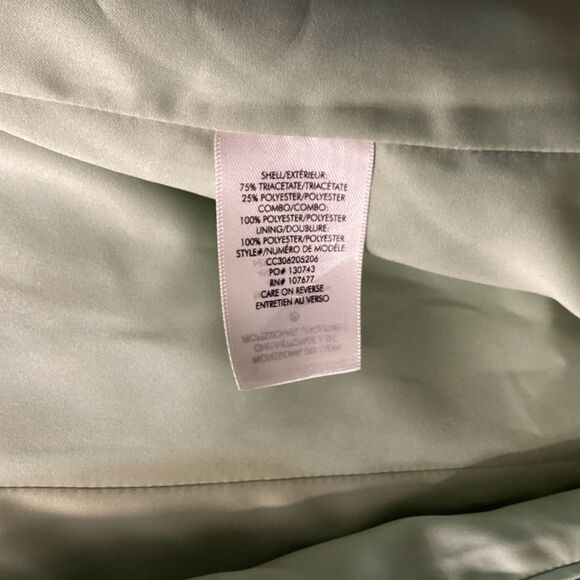 SHELL/EXTÉRIEUR:
75% TRIACETATE/TRIACÉTATE
25% POLYESTER/POLYESTER
COMBO/COMBO:
100% POLYESTER/POLYESTER
LINING/DOUBLURE:
100% POLYESTER/POLYESTER
STYLE#/NUMÉRO DE MODÈLE:
CC306205206
PO# 130743
RN# 107677
CARE ON REVERSE
ENTRETIEN AU VERSO